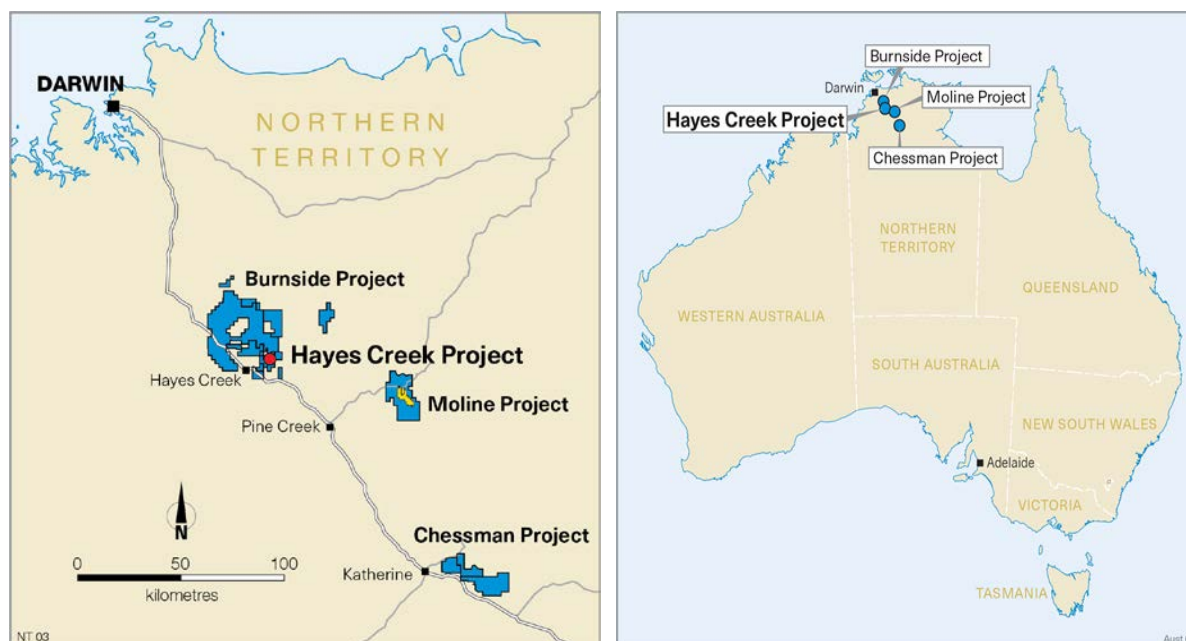 DARWIN
NORTHERN
TERRITORY
Burnside Project
Hayes Creek Project
Hayes Creek
Moline Project
Pine Creek
N
Chessman Project
0 50 100
kilometres
Katherine
NT 03
Burnside Project
Darwin
Moline Project
Hayes Creek Project
Chessman Project
NORTHERN
TERRITORY
QUEENSLAND
WESTERN AUSTRALIA
SOUTH AUSTRALIA
NEW SOUTH WALES
Adelaide
VICTORIA
TASMANIA
Aust